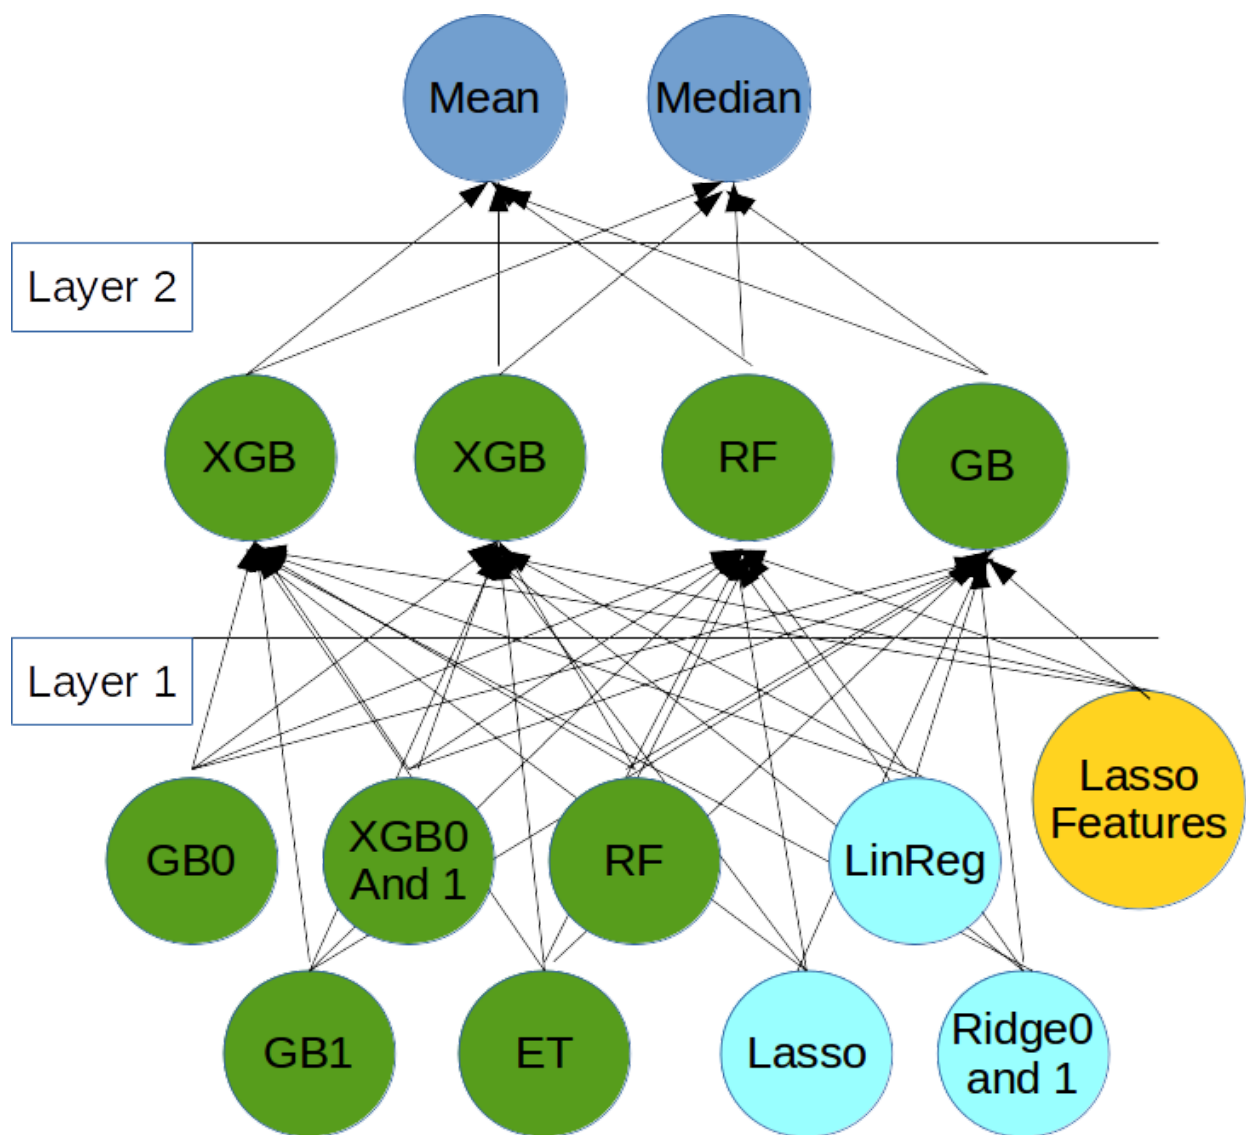 Mean
Median
Layer 2
XGB
XGB
RF
GB
Layer 1
Lasso
Features
GB0
XGB0
And 1
RF
LinReg
GB1
ET
Lasso
Ridge0
and 1